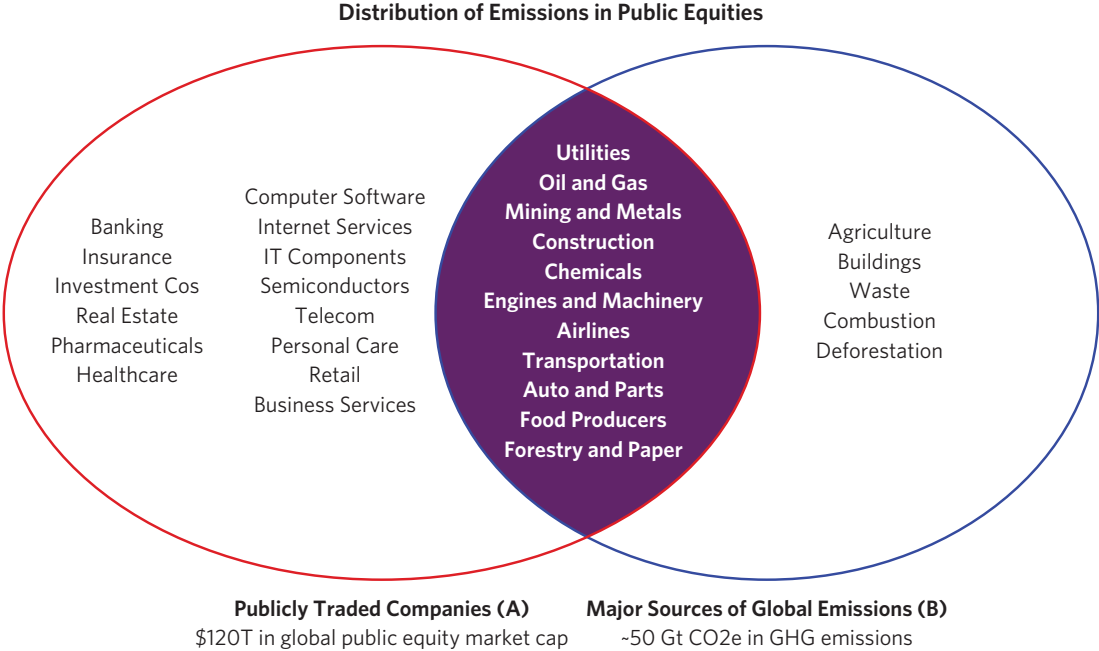 Distribution of Emissions in Public Equities
Banking
Insurance
Investment Cos
Real Estate
Pharmaceuticals
Healthcare
Computer Software
Internet Services
IT Components
Semiconductors
Telecom
Personal Care
Retail
Business Services
Utilities
Oil and Gas
Mining and Metals
Construction
Chemicals
Engines and Machinery
Airlines
Transportation
Auto and Parts
Food Producers
Forestry and Paper
Agriculture
Buildings
Waste
Combustion
Deforestation
Publicly Traded Companies (A)
$120T in global public equity market cap
Major Sources of Global Emissions (B)
~50 Gt CO2e in GHG emissions